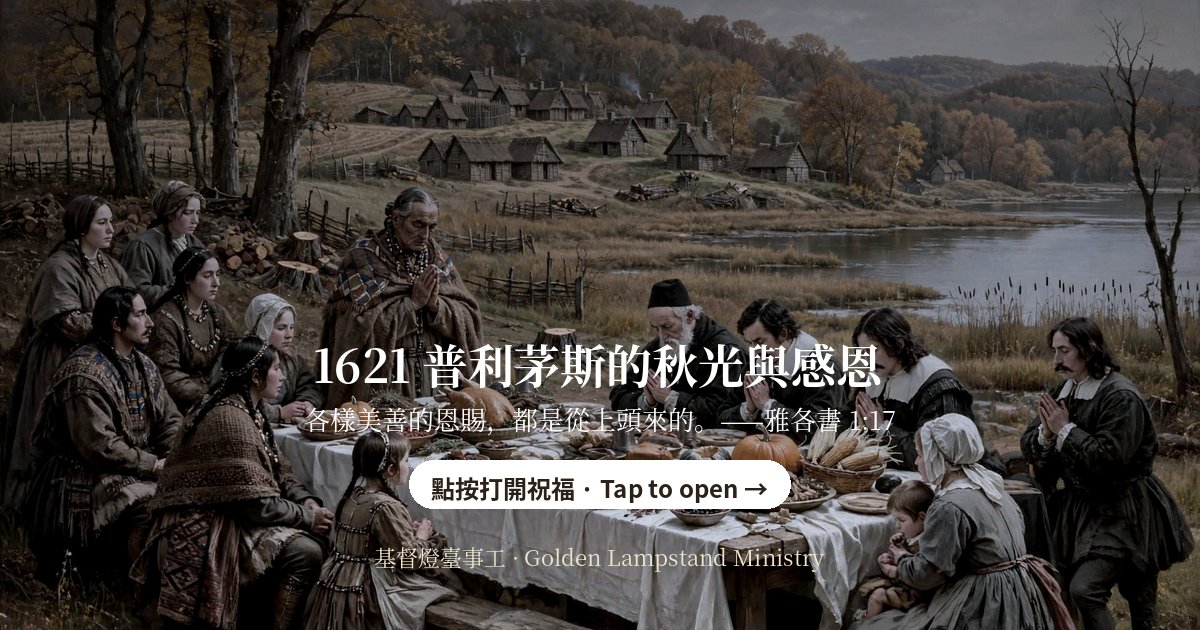 1621 普利茅斯的秋光與感恩
各樣美善的恩賜，都是從上頭來的。——雅各書 1:17
點按打開祝福 · Tap to open →
基督燈臺事工 · Golden Lampstand Ministry